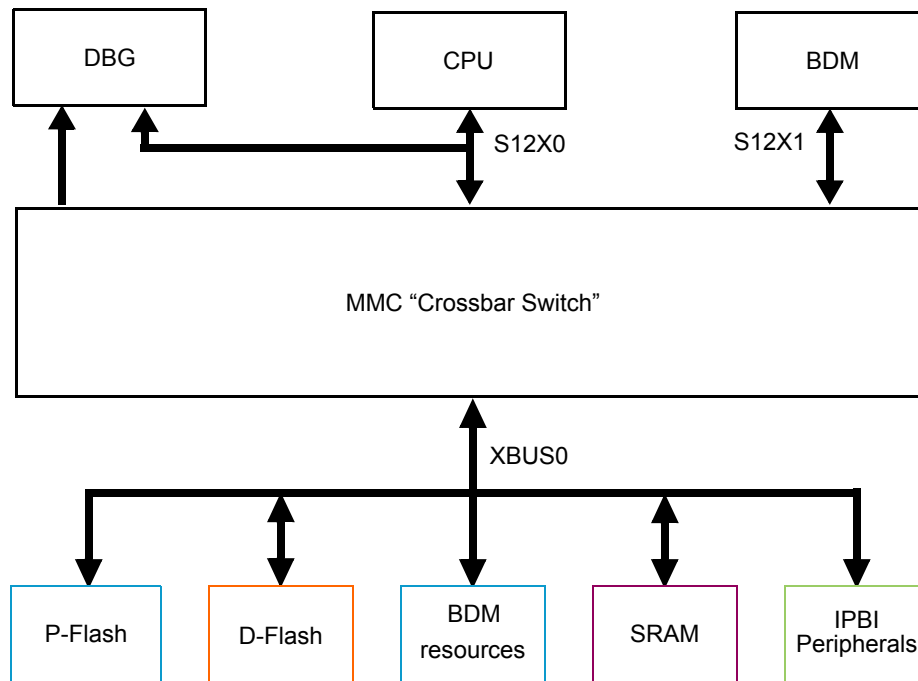 DBG
CPU
BDM
S12X0
S12X1
MMC “Crossbar Switch”
XBUS0
P-Flash
D-Flash
BDM
resources
SRAM
IPBI
Peripherals